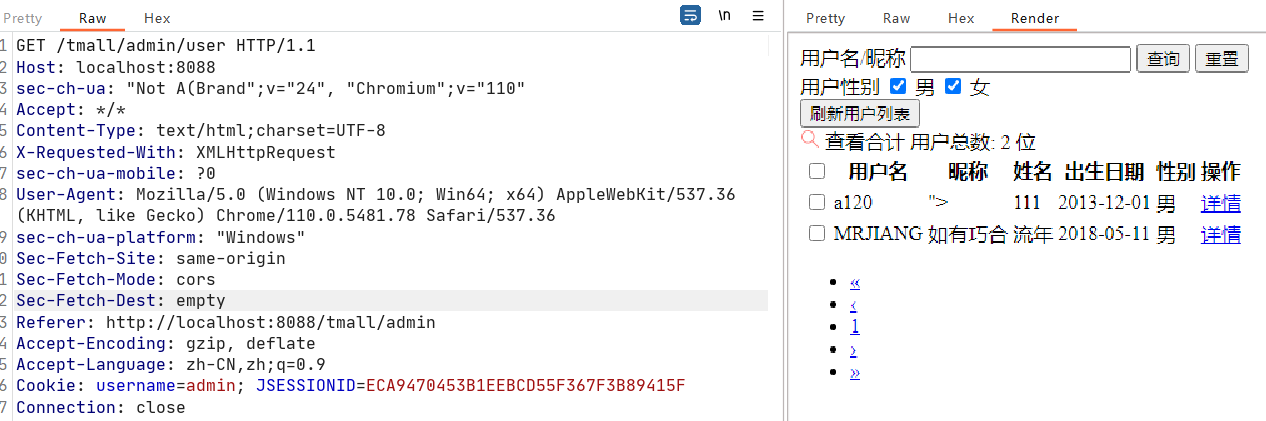 Pretty Raw Hex \n
1 GET /tmall/admin/user HTTP/1.1
2 Host: localhost:8088
3 sec-ch-ua: "Not A(Brand";v="24", "Chromium";v="110"
4 Accept: */*
5 Content-Type: text/html;charset=UTF-8
6 X-Requested-With: XMLHttpRequest
7 sec-ch-ua-mobile: ?0
8 User-Agent: Mozilla/5.0 (Windows NT 10.0; Win64; x64) AppleWebKit/537.36
(KHTML, like Gecko) Chrome/110.0.5481.78 Safari/537.36
9 sec-ch-ua-platform: "Windows"
0 Sec-Fetch-Site: same-origin
1 Sec-Fetch-Mode: cors
2 Sec-Fetch-Dest: empty
3 Referer: http://localhost:8088/tmall/admin
4 Accept-Encoding: gzip, deflate
5 Accept-Language: zh-CN,zh;q=0.9
6 Cookie: username=admin; JSESSIONID=ECA9470453B1EEBCD55F367F3B89415F
7 Connection: close
Pretty Raw Hex Render
用户名/昵称 查询 重置
用户性别 男 女
刷新用户列表
查看合计 用户总数: 2 位
用户名 昵称 姓名 出生日期 性别 操作
a120 "> 111 2013-12-01 男 详情
MRJIANG 如有巧合 流年 2018-05-11 男 详情
«
‹
1
›
»